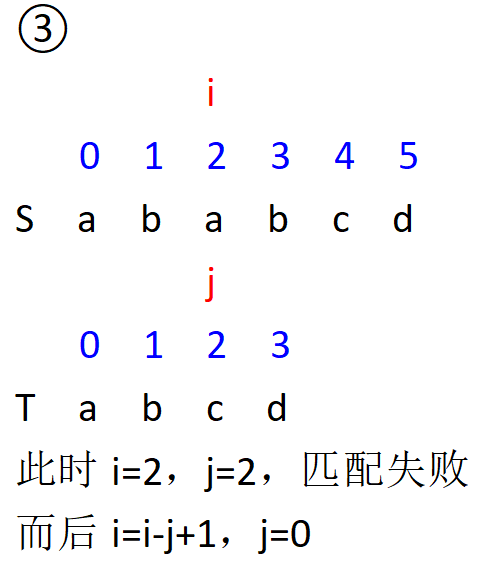 ③
i
0 1 2 3 4 5
S a b a b c d
j
0 1 2 3
T a b c d
此时 i=2，j=2，匹配失败
而后 i=i-j+1，j=0